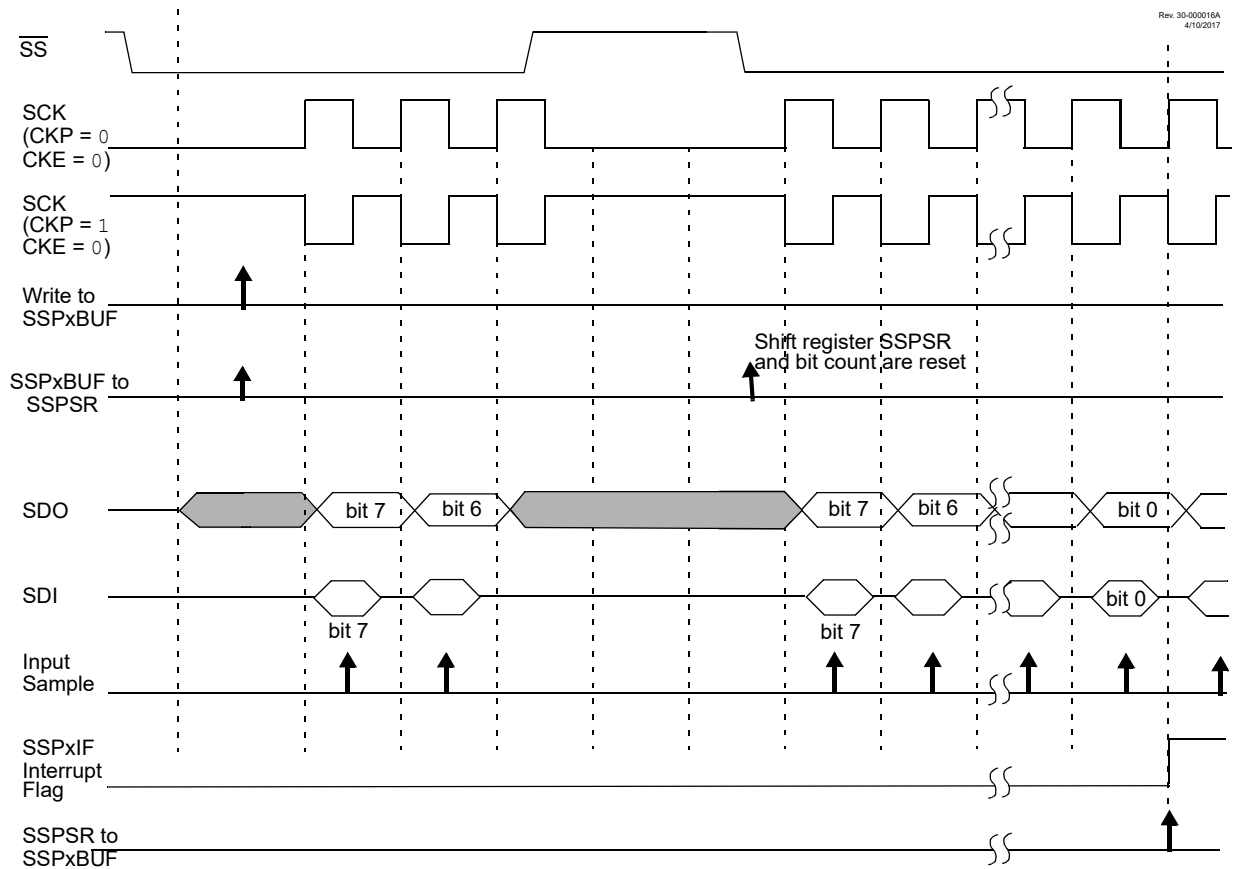 Rev. 30-000016A
4/10/2017
SS
SCK
(CKP = 0
CKE = 0)
SCK
(CKP = 1
CKE = 0)
Write to
SSPxBUF
Shift register SSPSR
and bit count are reset
SSPxBUF to
SSPSR
SDO
bit 7
bit 6
bit 7
bit 6
bit 0
SDI
bit 0
bit 7
bit 7
Input
Sample
SSPxIF
Interrupt
Flag
SSPSR to
SSPxBUF